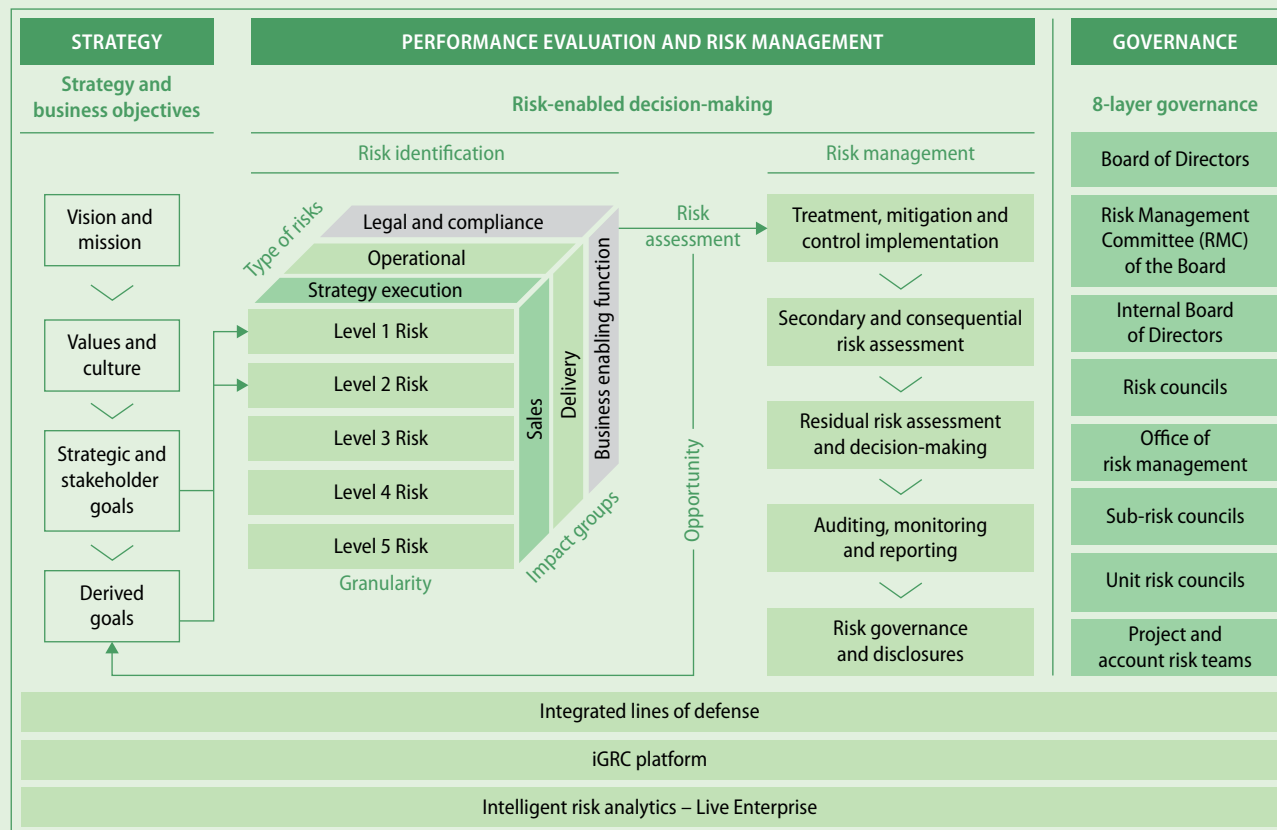 STRATEGY
Strategy and
business objectives
Vision and
mission
Values and
culture
Strategic and
stakeholder
goals
Derived
goals
PERFORMANCE EVALUATION AND RISK MANAGEMENT
Risk-enabled decision-making
Risk identification
Type of risks
Legal and compliance
Operational
Strategy execution
Level 1 Risk
Level 2 Risk
Level 3 Risk
Level 4 Risk
Level 5 Risk
Granularity
Sales
Delivery
Business enabling function
Impact groups
Risk
assessment
Opportunity
Risk management
Treatment, mitigation and
control implementation
Secondary and consequential
risk assessment
Residual risk assessment
and decision-making
Auditing, monitoring
and reporting
Risk governance
and disclosures
GOVERNANCE
8-layer governance
Board of Directors
Risk Management
Committee (RMC)
of the Board
Internal Board
of Directors
Risk councils
Office of
risk management
Sub-risk councils
Unit risk councils
Project and
account risk teams
Integrated lines of defense
iGRC platform
Intelligent risk analytics – Live Enterprise